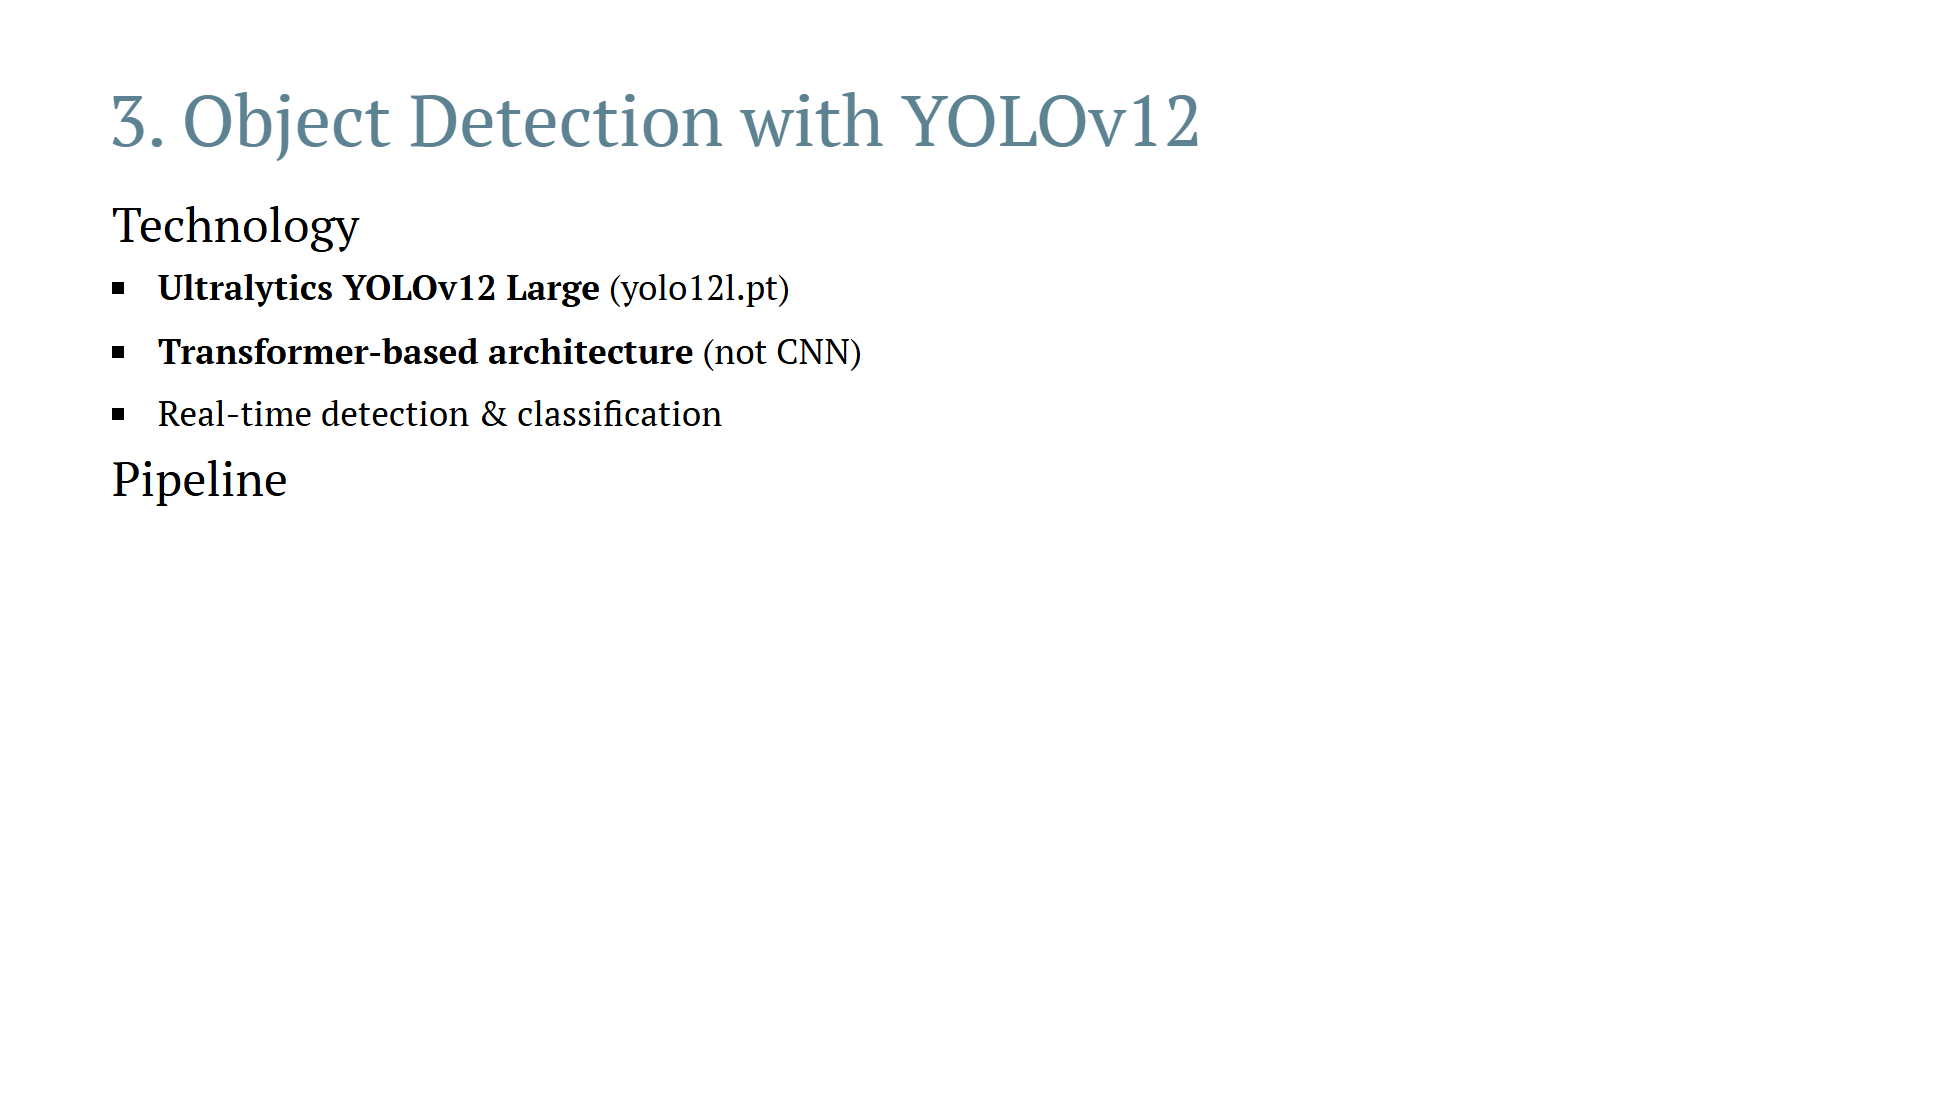 3. Object Detection with YOLOv12
Technology
▪ Ultralytics YOLOv12 Large (yolo12l.pt)
▪ Transformer-based architecture (not CNN)
▪ Real-time detection & classification
Pipeline